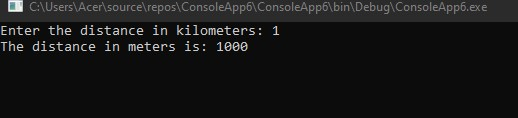 C:\Users\Acer\source\repos\ConsoleApp6\ConsoleApp6\bin\Debug\ConsoleApp6.exe
Enter the distance in kilometers: 1
The distance in meters is: 1000